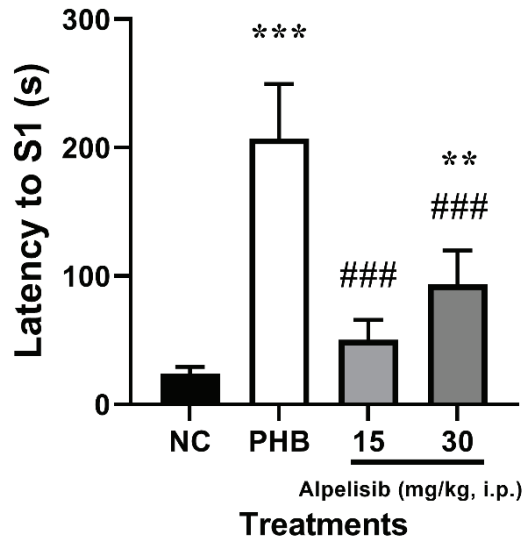 Latency to S1 (s)
300
200
100
0
***
###
**
###
NC PHB 15 30
Alpelisib (mg/kg, i.p.)
Treatments